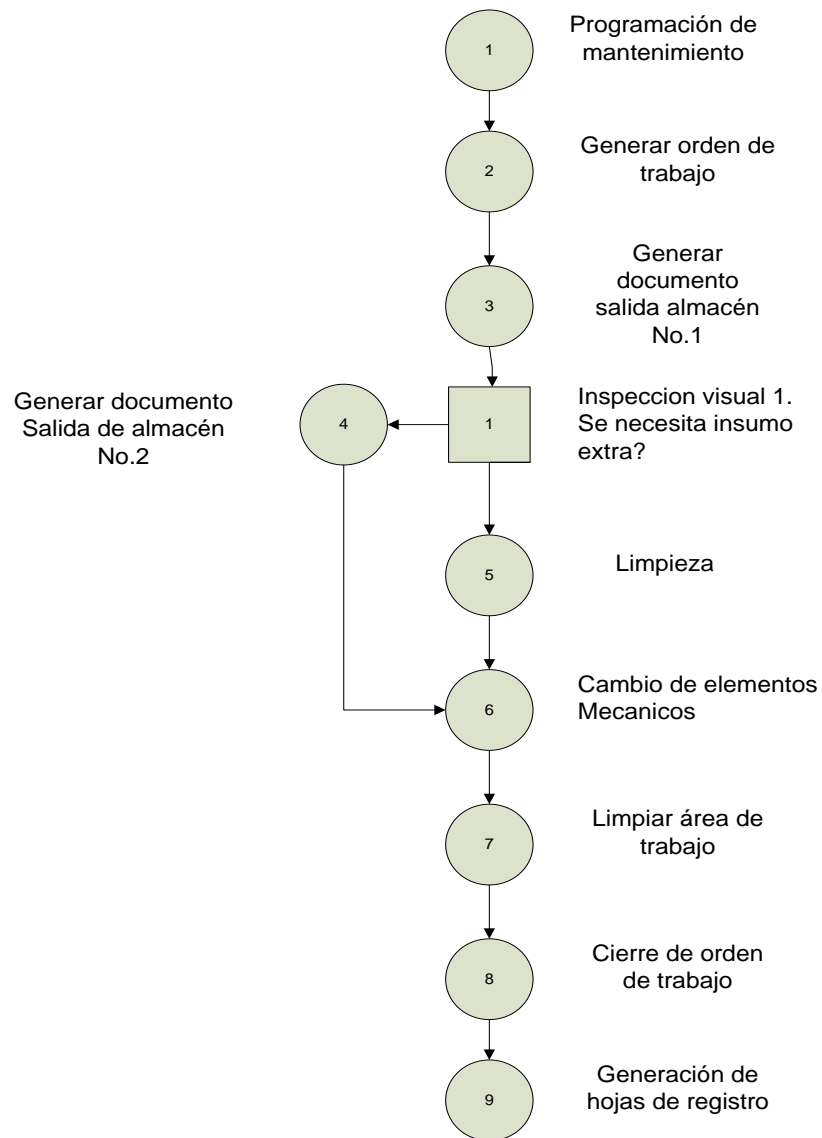 1
Programación de
mantenimiento
2
Generar orden de
trabajo
3
Generar
documento
salida almacén
No.1
Generar documento
Salida de almacén
No.2
4
1
Inspeccion visual 1.
Se necesita insumo
extra?
5
Limpieza
6
Cambio de elementos
Mecanicos
7
Limpiar área de
trabajo
8
Cierre de orden
de trabajo
9
Generación de
hojas de registro